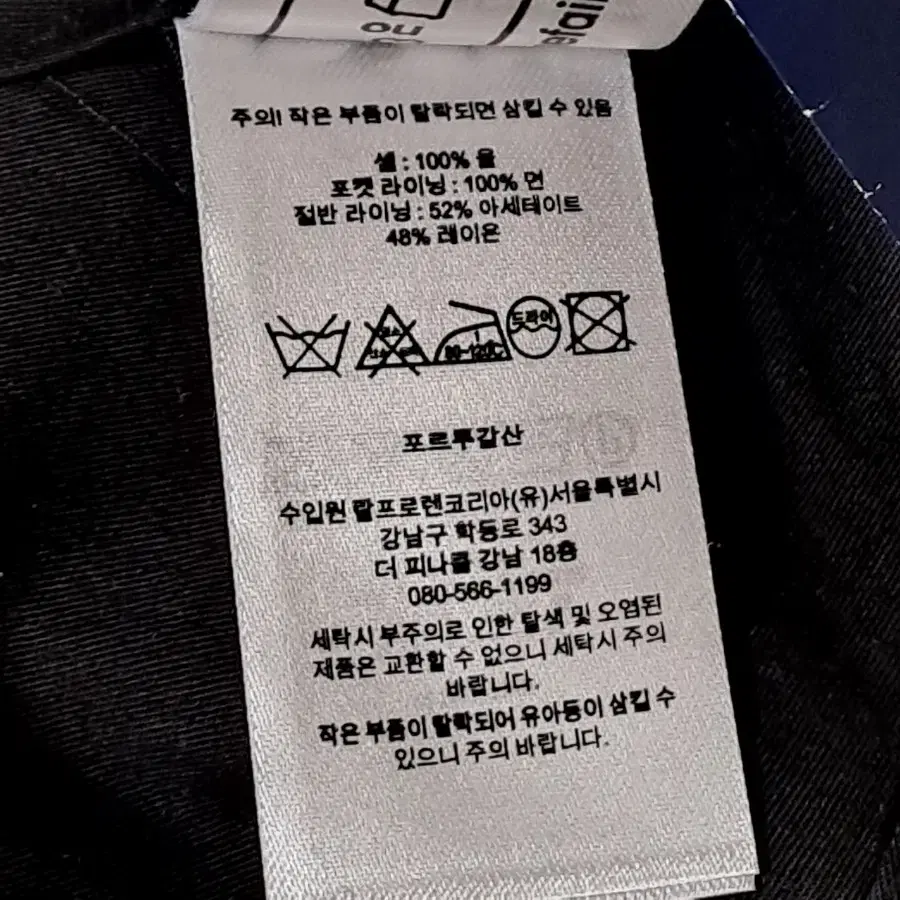 ou
efai
주의! 작은 부품이 탈락되면 삼킬 수 있음
셸 : 100% 울
포켓 라이닝 : 100% 면
절반 라이닝 : 52% 아세테이트
48% 레이온
드라이
포르투갈산
수입원 랄프로렌코리아(유)서울특별시
강남구 학동로 343
더 피나클 강남 18층
080-566-1199
세탁시 부주의로 인한 탈색 및 오염된
제품은 교환할 수 없으니 세탁시 주의
바랍니다.
작은 부품이 탈락되어 유아등이 삼킬 수
있으니 주의 바랍니다.